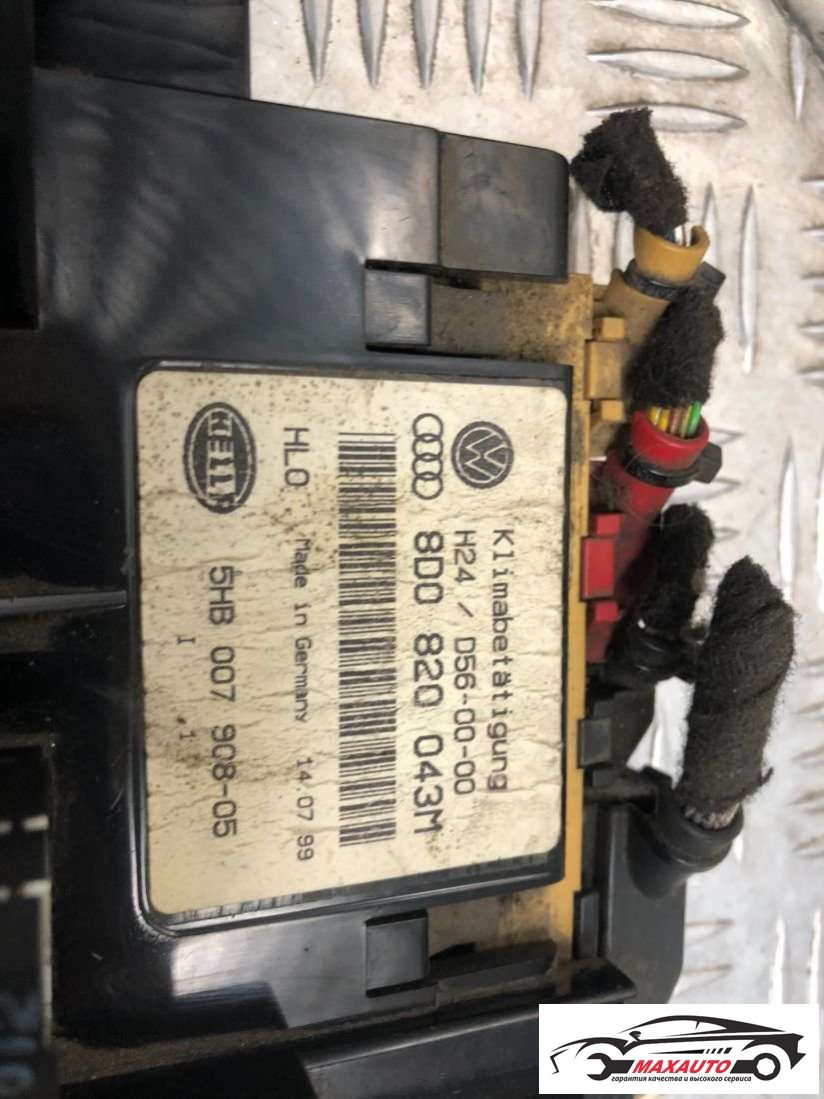 Klimabetätigung
H24 / D56-00-00
8D0 820 043M
HLO Made in Germany 14.07.99
HELLA 5HB 007 908-05
I .1
MAXAUTO
гарантия качества и высокого сервиса